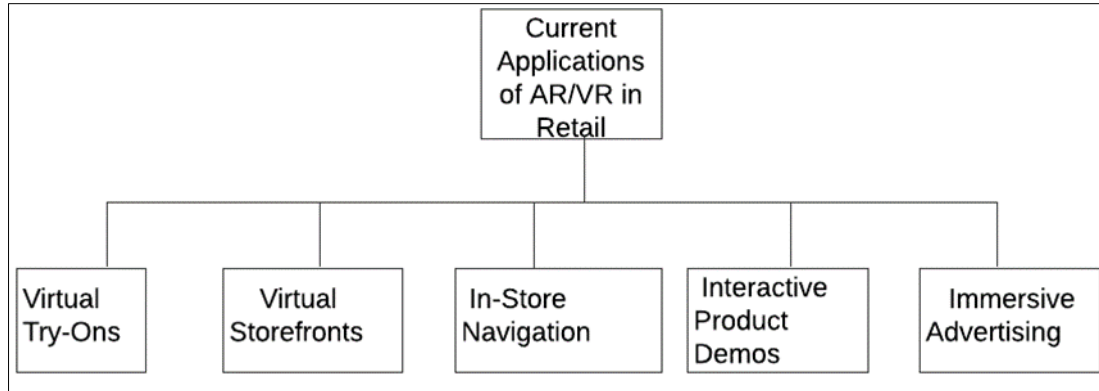 Current
Applications
of AR/VR in
Retail
Virtual
Try-Ons
Virtual
Storefronts
In-Store
Navigation
Interactive
Product
Demos
Immersive
Advertising